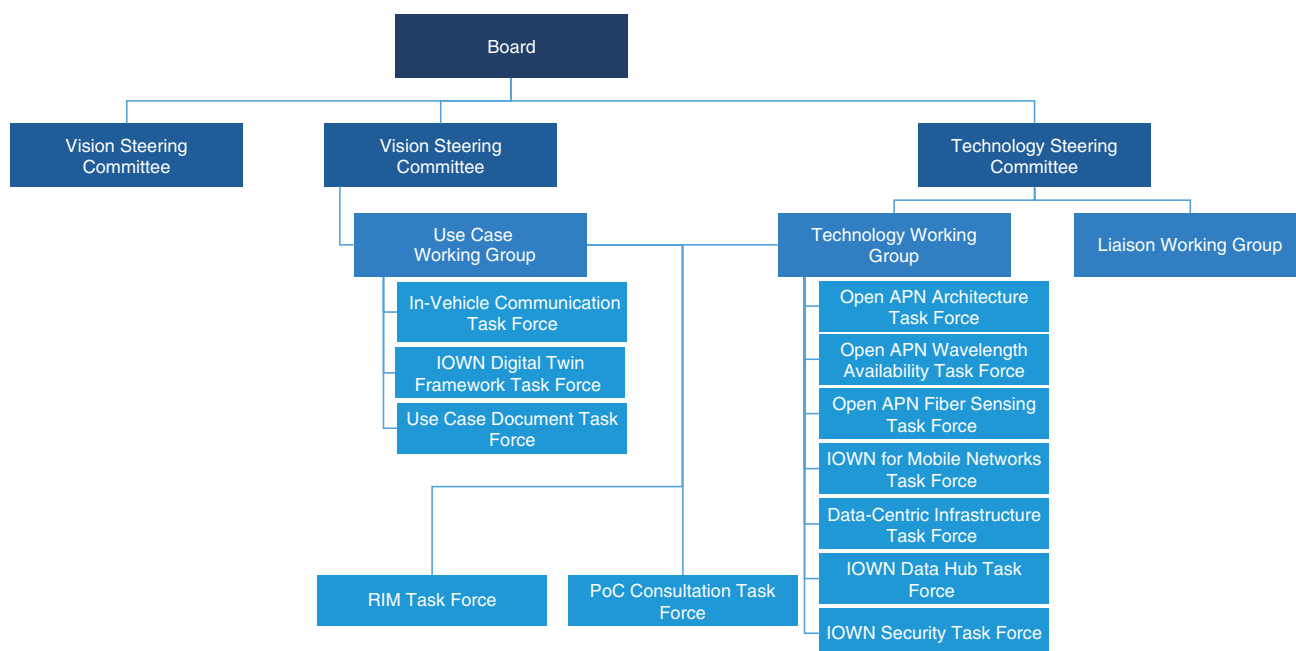 Board
Vision Steering
Committee
Vision Steering
Committee
Technology Steering
Committee
Use Case
Working Group
Technology Working
Group
Liaison Working Group
In-Vehicle Communication
Task Force
IOWN Digital Twin
Framework Task Force
Use Case Document Task
Force
Open APN Architecture
Task Force
Open APN Wavelength
Availability Task Force
Open APN Fiber Sensing
Task Force
IOWN for Mobile Networks
Task Force
Data-Centric Infrastructure
Task Force
IOWN Data Hub Task
Force
IOWN Security Task Force
RIM Task Force
PoC Consultation Task
Force